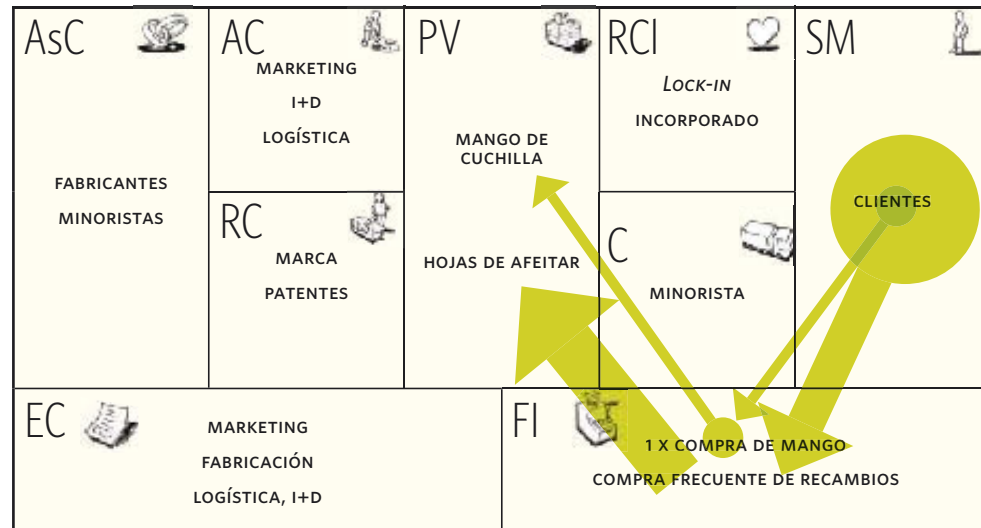 AsC
FABRICANTES
MINORISTAS
AC
MARKETING
I+D
LOGÍSTICA
RC
MARCA
PATENTES
PV
MANGO DE
CUCHILLA
HOJAS DE AFEITAR
RCl
LOCK-IN
INCORPORADO
C
MINORISTA
SM
CLIENTES
EC
MARKETING
FABRICACIÓN
LOGÍSTICA, I+D
FI
1 X COMPRA DE MANGO
COMPRA FRECUENTE DE RECAMBIOS